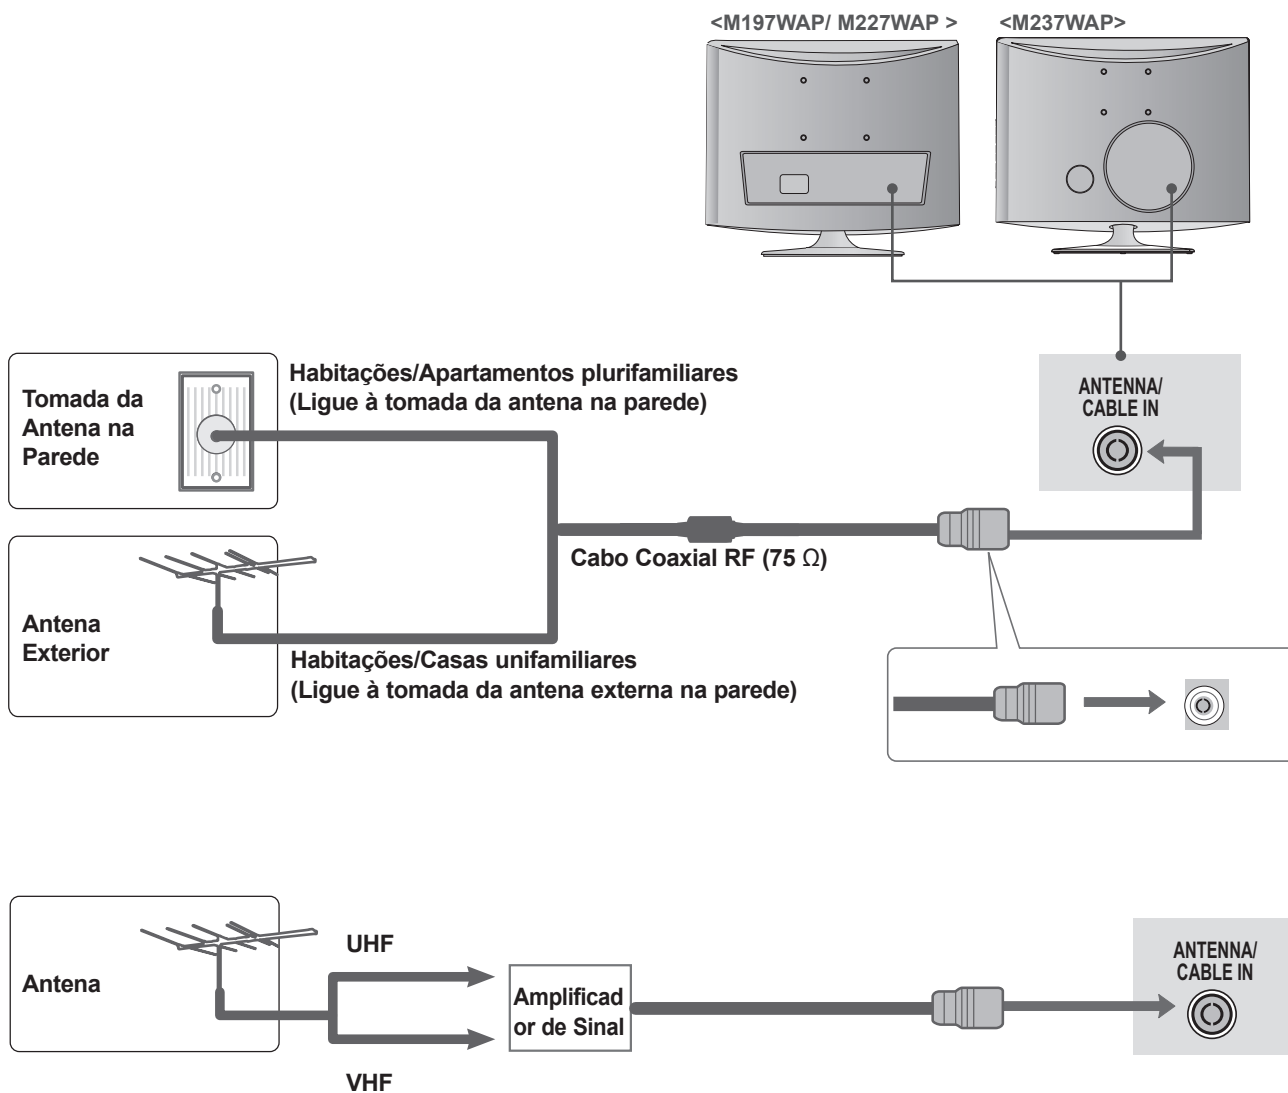 <M197WAP/ M227WAP >
<M237WAP>
Tomada da
Antena na
Parede
Habitações/Apartamentos plurifamiliares
(Ligue à tomada da antena na parede)
ANTENNA/
CABLE IN
Cabo Coaxial RF (75 Ω)
Antena
Exterior
Habitações/Casas unifamiliares
(Ligue à tomada da antena externa na parede)
Antena
UHF
VHF
Amplificad
or de Sinal
ANTENNA/
CABLE IN